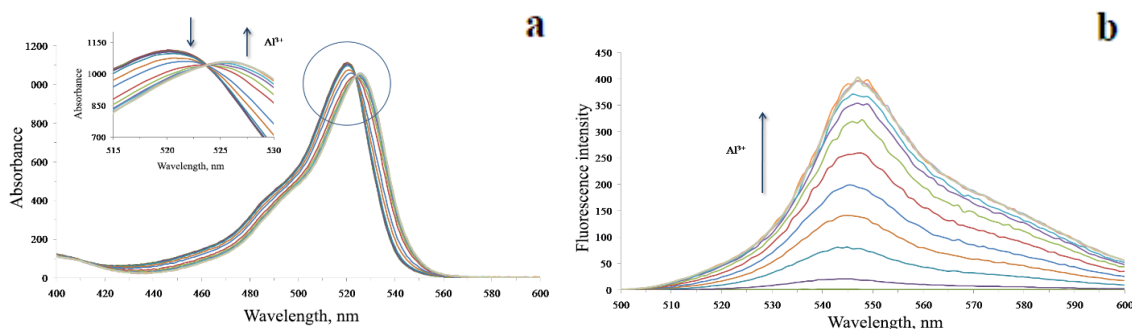 a
1150
1050
950
850
700
Absorbance
515 520 525 530
Wavelength, nm
Al³⁺
1200
1000
800
600
400
200
0
Absorbance
400 420 440 460 480 500 520 540 560 580 600
Wavelength, nm
b
450
400
350
300
250
200
150
100
50
0
Fluorescence intensity
Al³⁺
500 510 520 530 540 550 560 570 580 590 600
Wavelength, nm